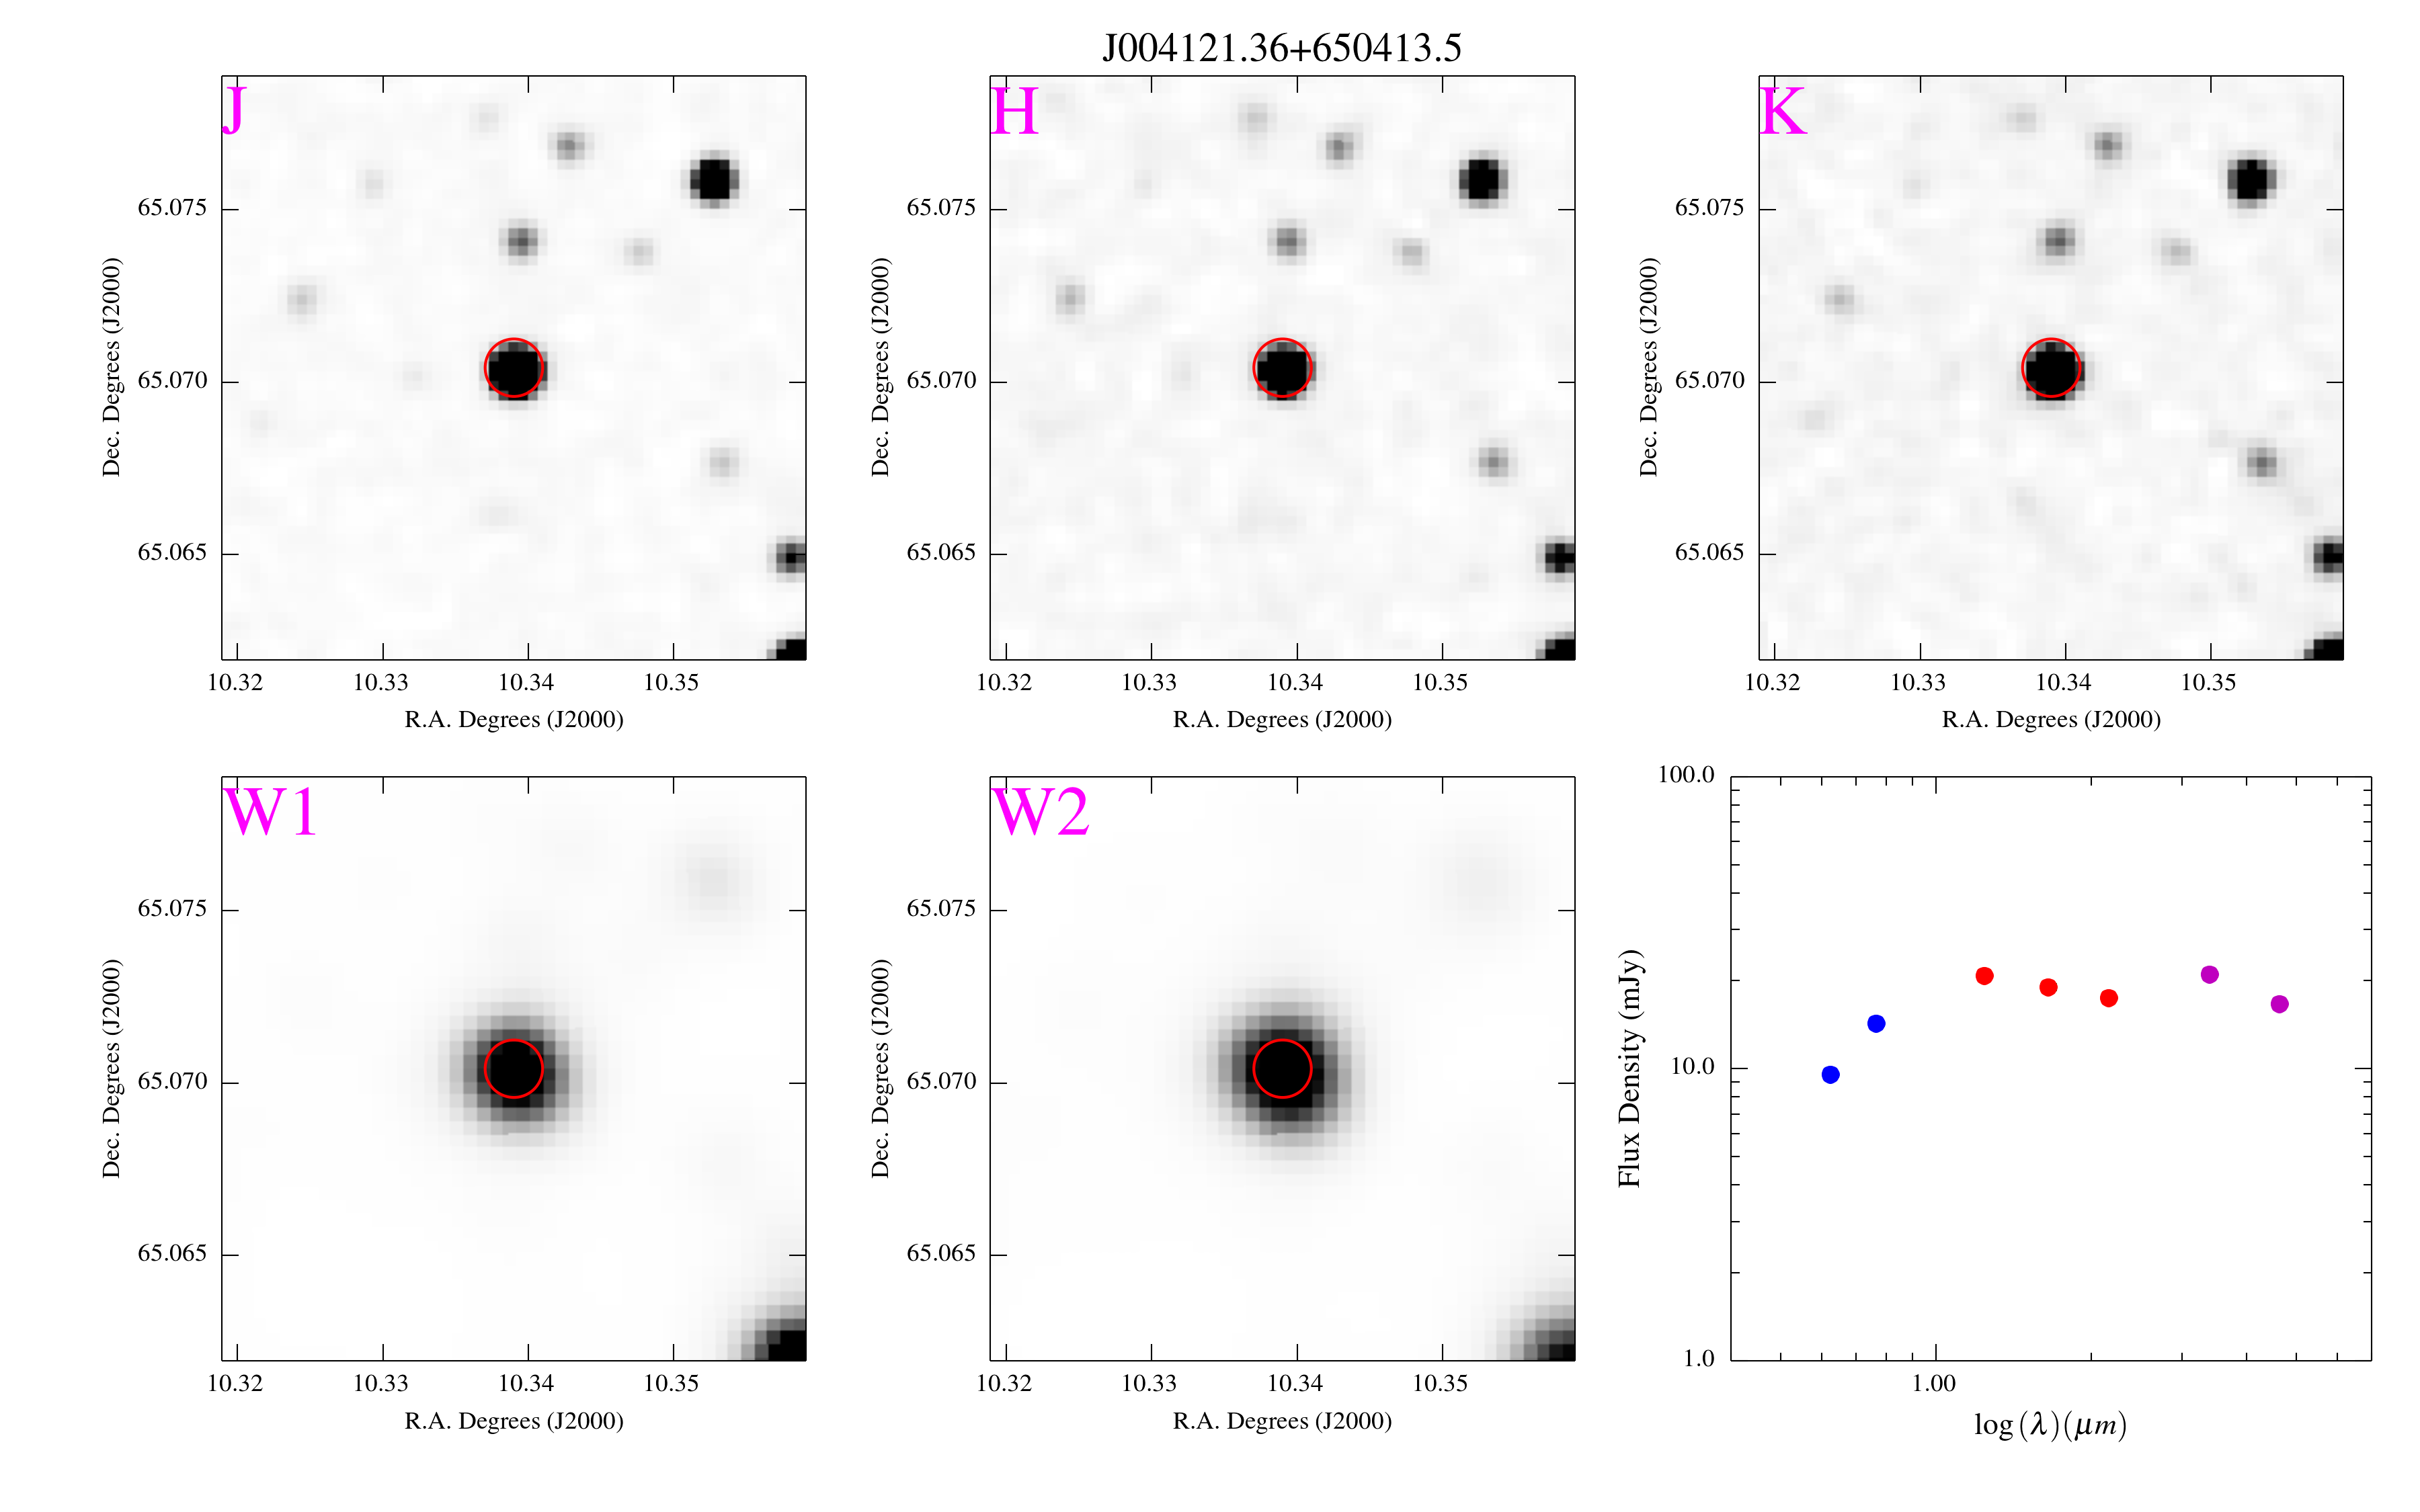 J004121.36+650413.5
J
H
K
65.075
65.070
65.065
Dec. Degrees (J2000)
10.32 10.33 10.34 10.35
R.A. Degrees (J2000)
65.075
65.070
65.065
Dec. Degrees (J2000)
10.32 10.33 10.34 10.35
R.A. Degrees (J2000)
65.075
65.070
65.065
Dec. Degrees (J2000)
10.32 10.33 10.34 10.35
R.A. Degrees (J2000)
W1
65.075
65.070
65.065
Dec. Degrees (J2000)
10.32 10.33 10.34 10.35
R.A. Degrees (J2000)
W2
65.075
65.070
65.065
Dec. Degrees (J2000)
10.32 10.33 10.34 10.35
R.A. Degrees (J2000)
100.0
10.0
1.0
Flux Density (mJy)
1.00
log(λ)(μm)